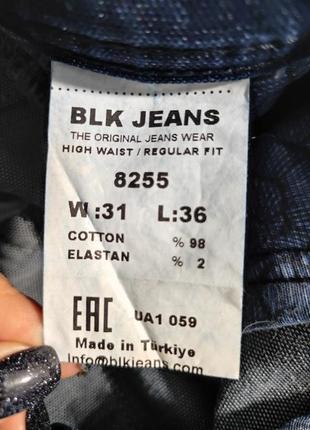 BLK JEANS
THE ORIGINAL JEANS WEAR
HIGH WAIST / REGULAR FIT
8255
W :31 L:36
COTTON % 98
ELASTAN % 2
EAC UA1 059
Made in Türkiye
Info@blkjeans.com